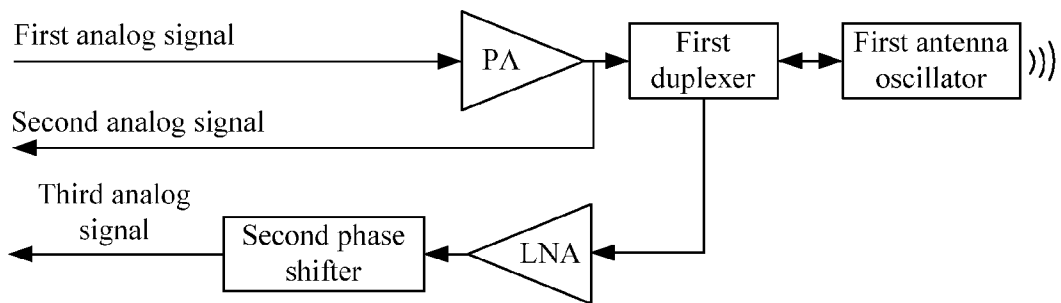 First analog signal
PA
First
duplexer
First antenna
oscillator
Second analog signal
Third analog
signal
Second phase
shifter
LNA